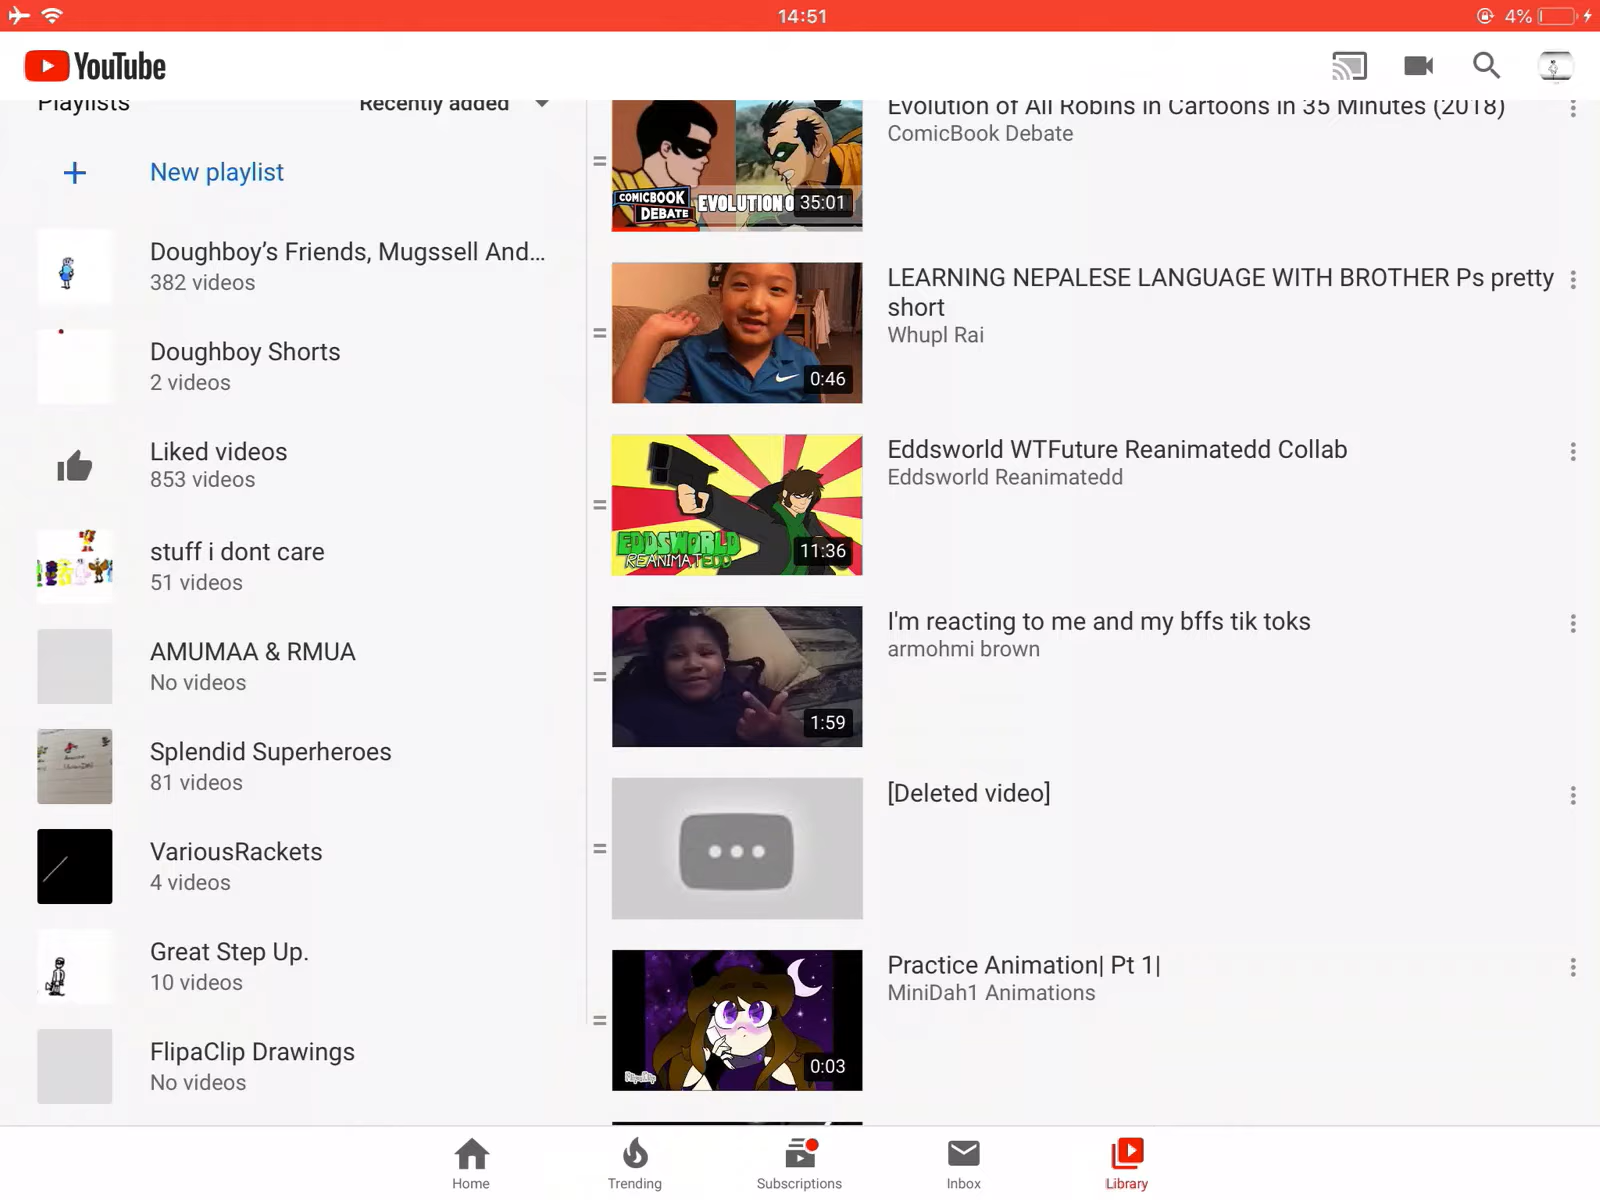 14:51
4%
YouTube
Playlists
Recently added
New playlist
Doughboy’s Friends, Mugssell And...
382 videos
Doughboy Shorts
2 videos
Liked videos
853 videos
stuff i dont care
51 videos
AMUMAA & RMUA
No videos
Splendid Superheroes
81 videos
VariousRackets
4 videos
Great Step Up.
10 videos
FlipaClip Drawings
No videos
COMICBOOK
DEBATE
EVOLUTION O
35:01
Evolution of All Robins in Cartoons in 35 Minutes (2018)
ComicBook Debate
0:46
LEARNING NEPALESE LANGUAGE WITH BROTHER Ps pretty
short
Whupl Rai
EDDSWORLD
REANIMATEDD
11:36
Eddsworld WTFuture Reanimatedd Collab
Eddsworld Reanimatedd
1:59
I'm reacting to me and my bffs tik toks
armohmi brown
[Deleted video]
FlipaClip
0:03
Practice Animation| Pt 1|
MiniDah1 Animations
Home
Trending
Subscriptions
Inbox
Library